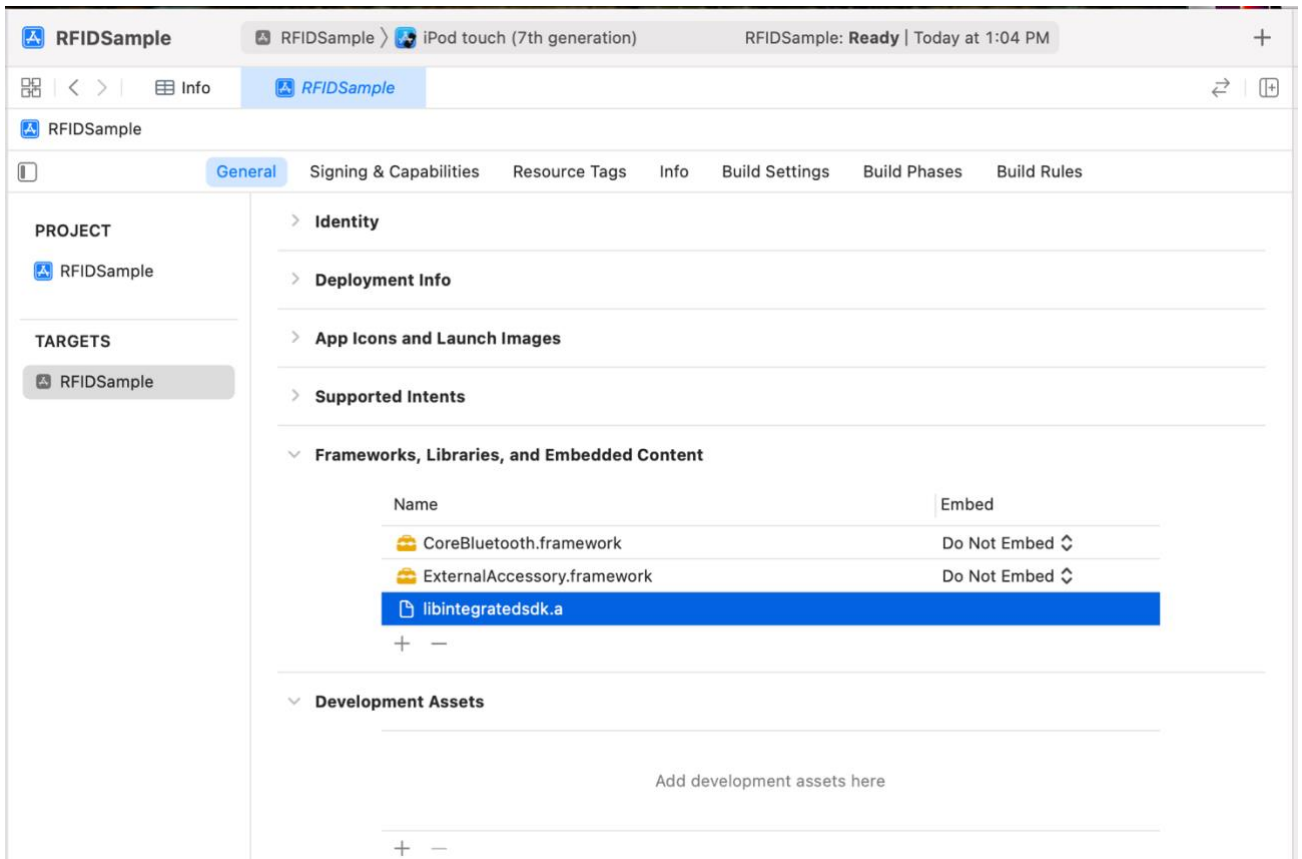 RFIDSample RFIDSample 〉 iPod touch (7th generation) RFIDSample: Ready | Today at 1:04 PM
Info RFIDSample
RFIDSample
General Signing & Capabilities Resource Tags Info Build Settings Build Phases Build Rules
PROJECT
RFIDSample
TARGETS
RFIDSample
Identity
Deployment Info
App Icons and Launch Images
Supported Intents
Frameworks, Libraries, and Embedded Content
Name Embed
CoreBluetooth.framework Do Not Embed
ExternalAccessory.framework Do Not Embed
libintegratedsdk.a
Development Assets
Add development assets here